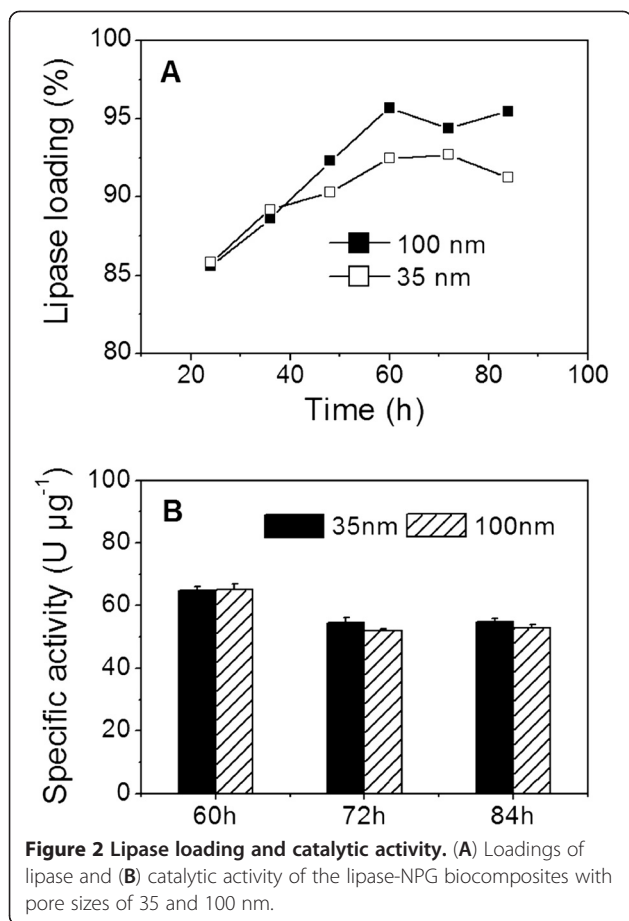 100
A
95
90
85
80
Lipase loading (%)
100 nm
35 nm
20 40 60 80 100
Time (h)
100
B
80
60
40
20
0
Specific activity (U µg⁻¹)
35nm 100nm
60h 72h 84h
Figure 2 Lipase loading and catalytic activity. (A) Loadings of
lipase and (B) catalytic activity of the lipase-NPG biocomposites with
pore sizes of 35 and 100 nm.